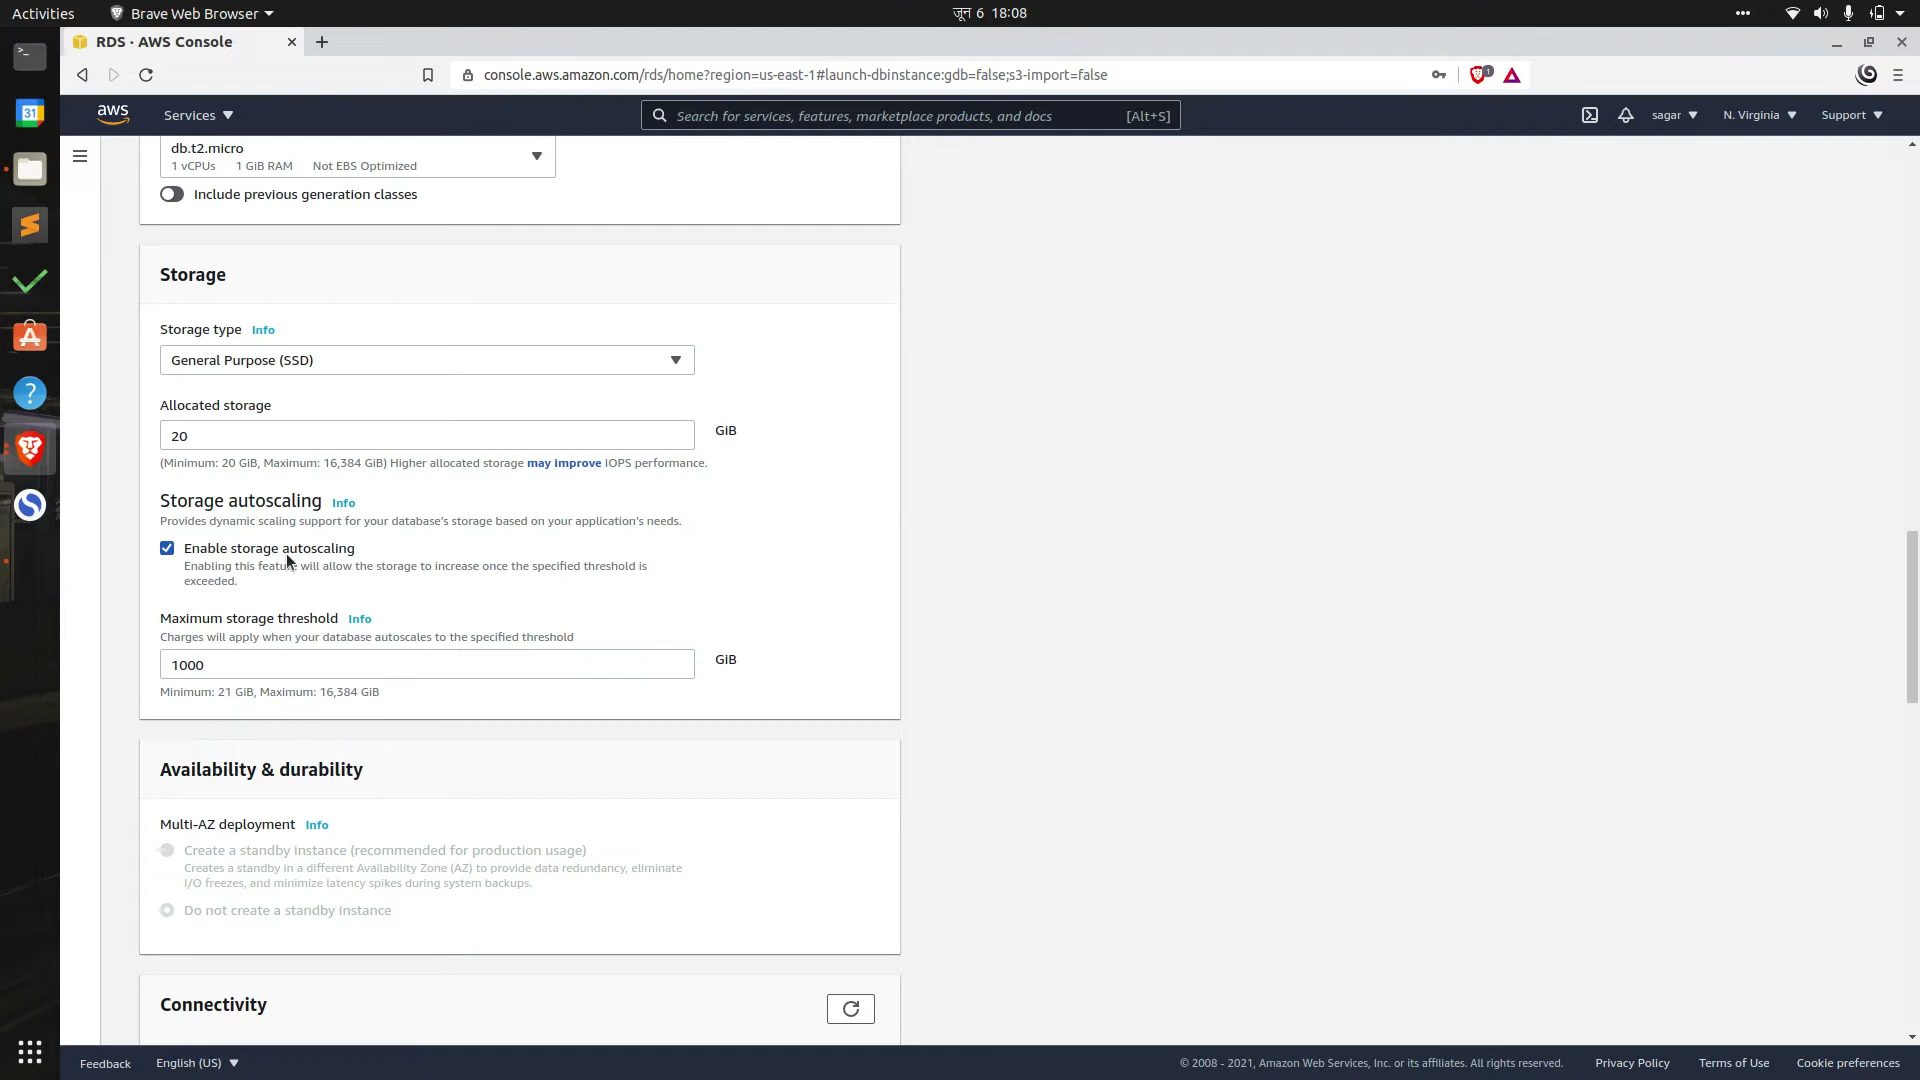 Activities
Brave Web Browser
जून 6 18:08
RDS · AWS Console
console.aws.amazon.com/rds/home?region=us-east-1#launch-dbinstance:gdb=false;s3-import=false
1
31
aws
Services
Search for services, features, marketplace products, and docs
[Alt+S]
sagar
N. Virginia
Support
db.t2.micro
1 vCPUs 1 GiB RAM Not EBS Optimized
Include previous generation classes
Storage
Storage type Info
General Purpose (SSD)
Allocated storage
20
GiB
(Minimum: 20 GiB, Maximum: 16,384 GiB) Higher allocated storage may improve IOPS performance.
Storage autoscaling Info
Provides dynamic scaling support for your database's storage based on your application's needs.
Enable storage autoscaling
Enabling this feature will allow the storage to increase once the specified threshold is
exceeded.
Maximum storage threshold Info
Charges will apply when your database autoscales to the specified threshold
1000
GiB
Minimum: 21 GiB, Maximum: 16,384 GiB
Availability & durability
Multi-AZ deployment Info
Create a standby instance (recommended for production usage)
Creates a standby in a different Availability Zone (AZ) to provide data redundancy, eliminate
I/O freezes, and minimize latency spikes during system backups.
Do not create a standby instance
Connectivity
Feedback
English (US)
© 2008 - 2021, Amazon Web Services, Inc. or its affiliates. All rights reserved.
Privacy Policy
Terms of Use
Cookie preferences